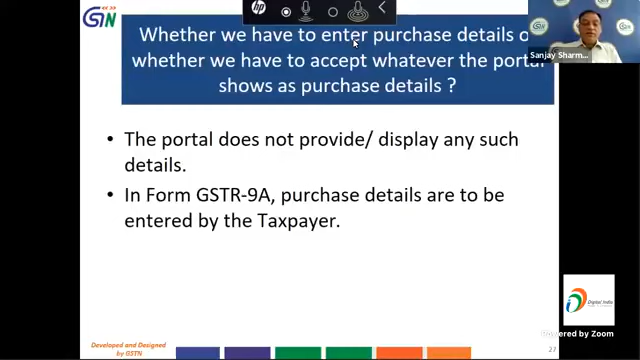 GSTN
hp
Whether we have to enter purchase details o
whether we have to accept whatever the portal
shows as purchase details ?
Sanjay Sharm...
• The portal does not provide/ display any such
details.
• In Form GSTR-9A, purchase details are to be
entered by the Taxpayer.
Digital India
Powered by Zoom
Developed and Designed
by GSTN
27